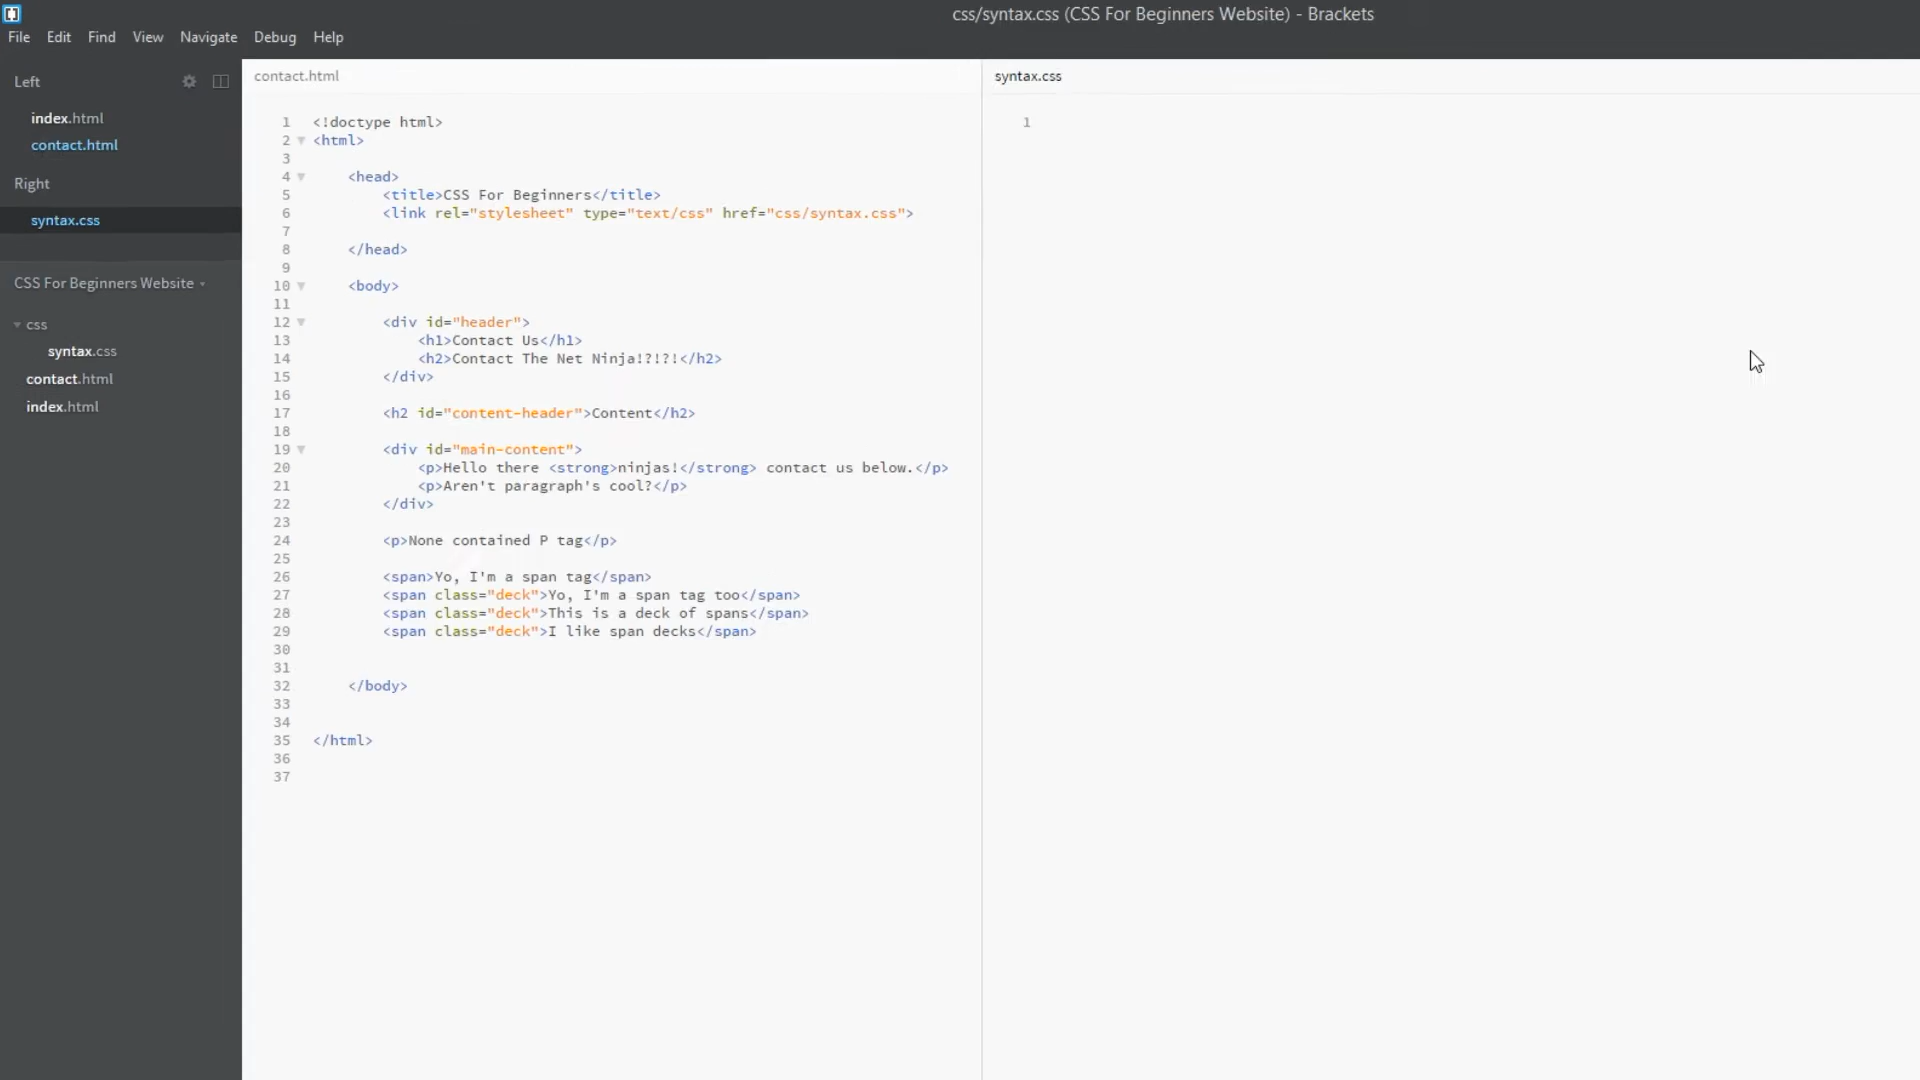 css/syntax.css (CSS For Beginners Website) - Brackets
File Edit Find View Navigate Debug Help
Left
index.html
contact.html
Right
syntax.css
CSS For Beginners Website
css
syntax.css
contact.html
index.html
contact.html
1 <!doctype html>
2 <html>
3
4 <head>
5 <title>CSS For Beginners</title>
6 <link rel="stylesheet" type="text/css" href="css/syntax.css">
7
8 </head>
9
10 <body>
11
12 <div id="header">
13 <h1>Contact Us</h1>
14 <h2>Contact The Net Ninja!?!?!</h2>
15 </div>
16
17 <h2 id="content-header">Content</h2>
18
19 <div id="main-content">
20 <p>Hello there <strong>ninjas!</strong> contact us below.</p>
21 <p>Aren't paragraph's cool?</p>
22 </div>
23
24 <p>None contained P tag</p>
25
26 <span>Yo, I'm a span tag</span>
27 <span class="deck">Yo, I'm a span tag too</span>
28 <span class="deck">This is a deck of spans</span>
29 <span class="deck">I like span decks</span>
30
31
32 </body>
33
34
35 </html>
36
37
syntax.css
1